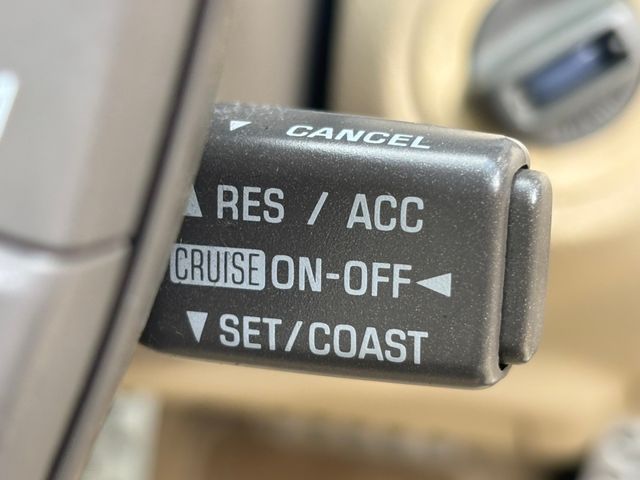 CANCEL
RES / ACC
CRUISE ON-OFF
SET/COAST